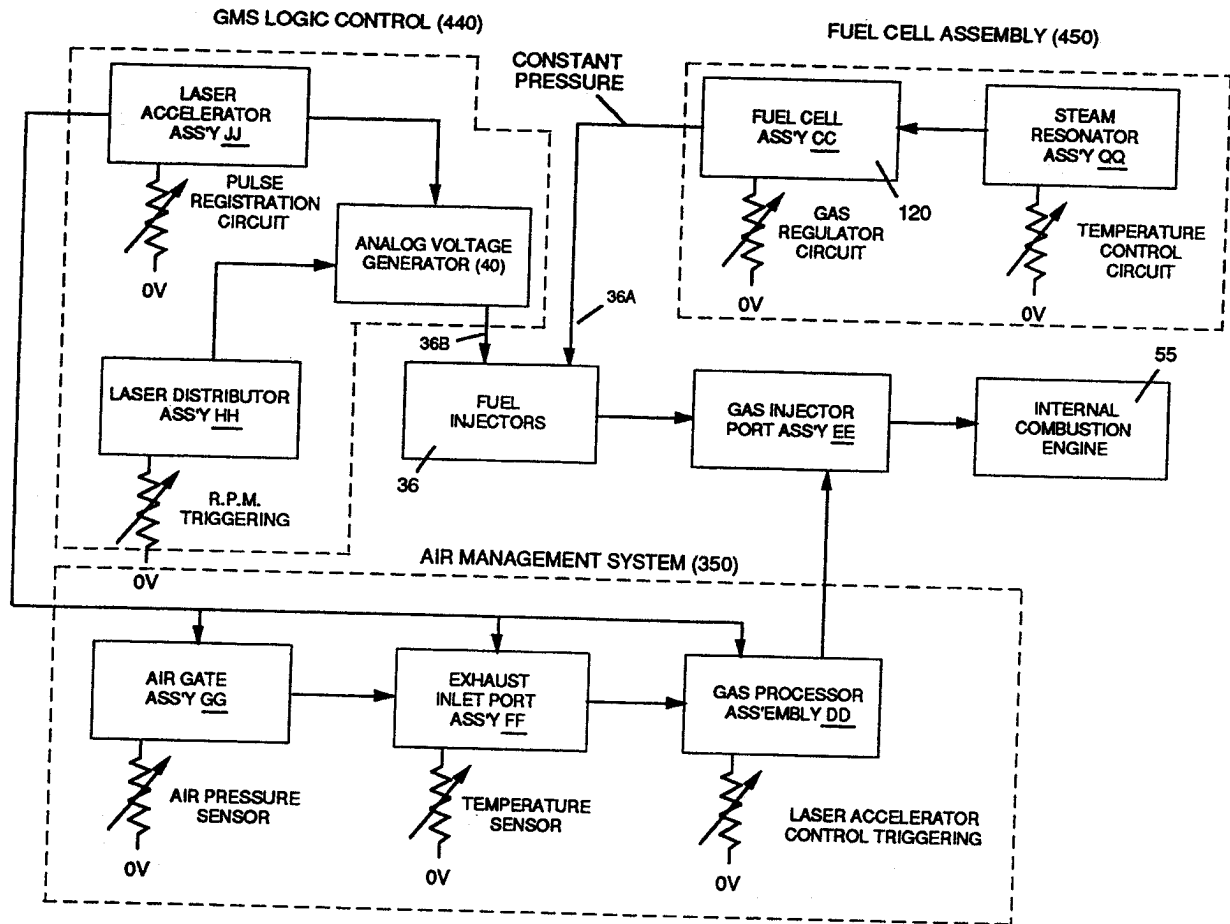 GMS LOGIC CONTROL (440)
FUEL CELL ASSEMBLY (450)
LASER
ACCELERATOR
ASS'Y JJ
CONSTANT
PRESSURE
FUEL CELL
ASS'Y CC
STEAM
RESONATOR
ASS'Y QQ
PULSE
REGISTRATION
CIRCUIT
0V
ANALOG VOLTAGE
GENERATOR (40)
GAS
REGULATOR
CIRCUIT
0V
120
TEMPERATURE
CONTROL
CIRCUIT
0V
36B
36A
LASER DISTRIBUTOR
ASS'Y HH
FUEL
INJECTORS
36
GAS INJECTOR
PORT ASS'Y EE
55
INTERNAL
COMBUSTION
ENGINE
R.P.M.
TRIGGERING
0V
AIR MANAGEMENT SYSTEM (350)
AIR GATE
ASS'Y GG
EXHAUST
INLET PORT
ASS'Y FF
GAS PROCESSOR
ASS'EMBLY DD
AIR PRESSURE
SENSOR
0V
TEMPERATURE
SENSOR
0V
LASER ACCELERATOR
CONTROL TRIGGERING
0V